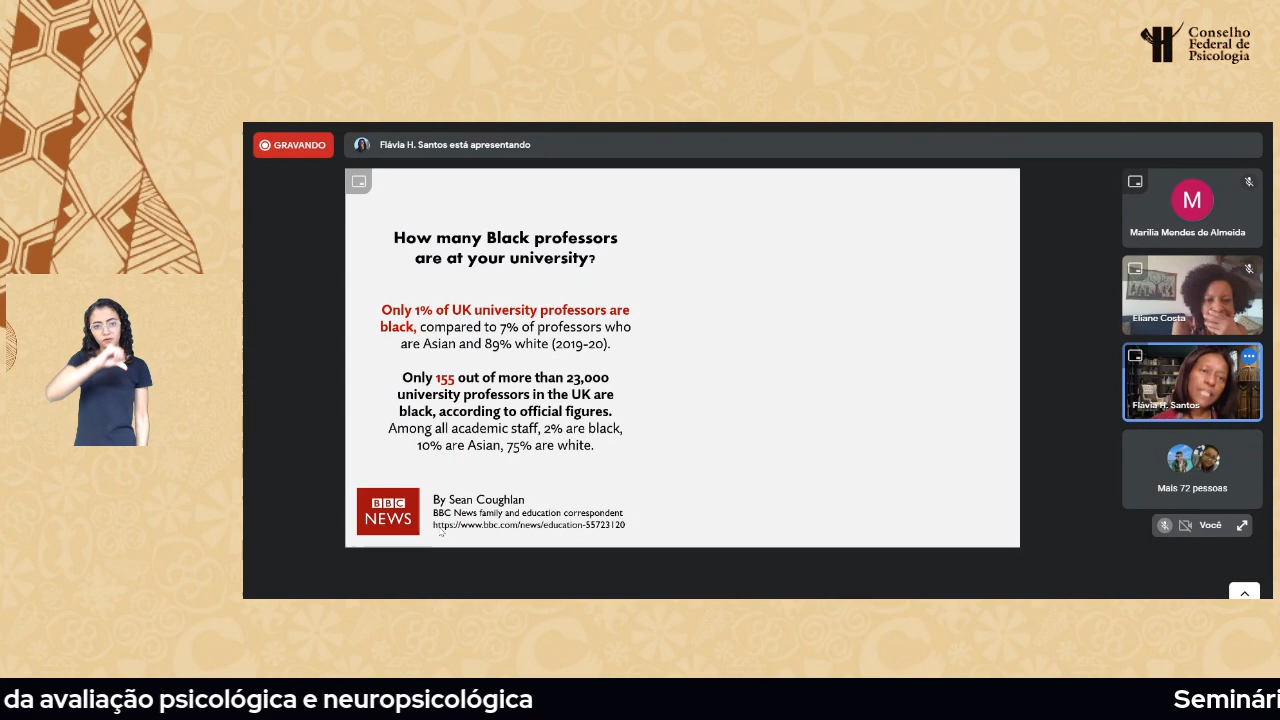 Conselho
Federal de
Psicologia
GRAVANDO
Flávia H. Santos está apresentando
How many Black professors
are at your university?
Only 1% of UK university professors are
black, compared to 7% of professors who
are Asian and 89% white (2019-20).
Only 155 out of more than 23,000
university professors in the UK are
black, according to official figures.
Among all academic staff, 2% are black,
10% are Asian, 75% are white.
BBC
NEWS
By Sean Coughlan
BBC News family and education correspondent
https://www.bbc.com/news/education-55723120
M
Marilia Mendes de Almeida
Eliane Costa
Flávia H. Santos
Mais 72 pessoas
Você
da avaliação psicológica e neuropsicológica
Seminári